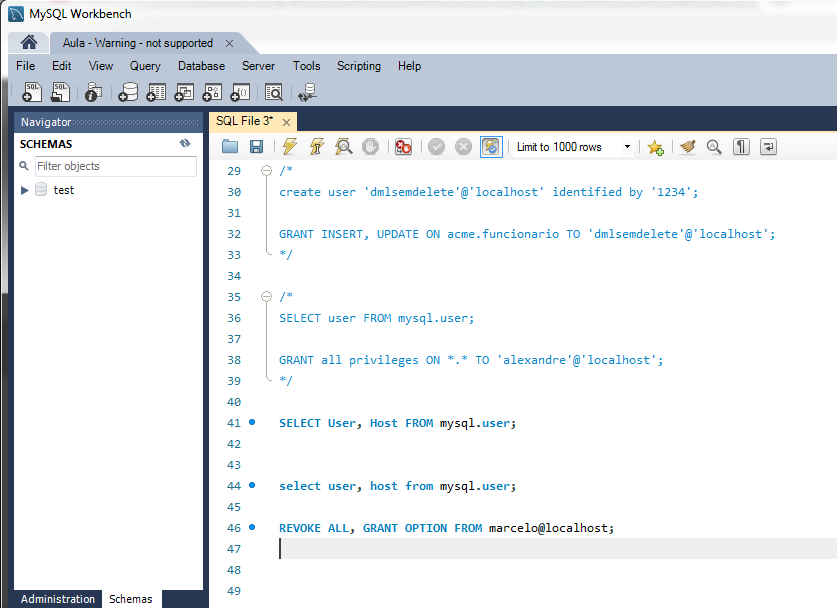 MySQL Workbench
Aula - Warning - not supported
File Edit View Query Database Server Tools Scripting Help
SQL SQL
Navigator
SQL File 3*
SCHEMAS
Limit to 1000 rows
Filter objects
test
29 /*
30 create user 'dmlsemdelete'@'localhost' identified by '1234';
31
32 GRANT INSERT, UPDATE ON acme.funcionario TO 'dmlsemdelete'@'localhost';
33 */
34
35 /*
36 SELECT user FROM mysql.user;
37
38 GRANT all privileges ON *.* TO 'alexandre'@'localhost';
39 */
40
41 SELECT User, Host FROM mysql.user;
42
43
44 select user, host from mysql.user;
45
46 REVOKE ALL, GRANT OPTION FROM marcelo@localhost;
47
48
49
Administration Schemas